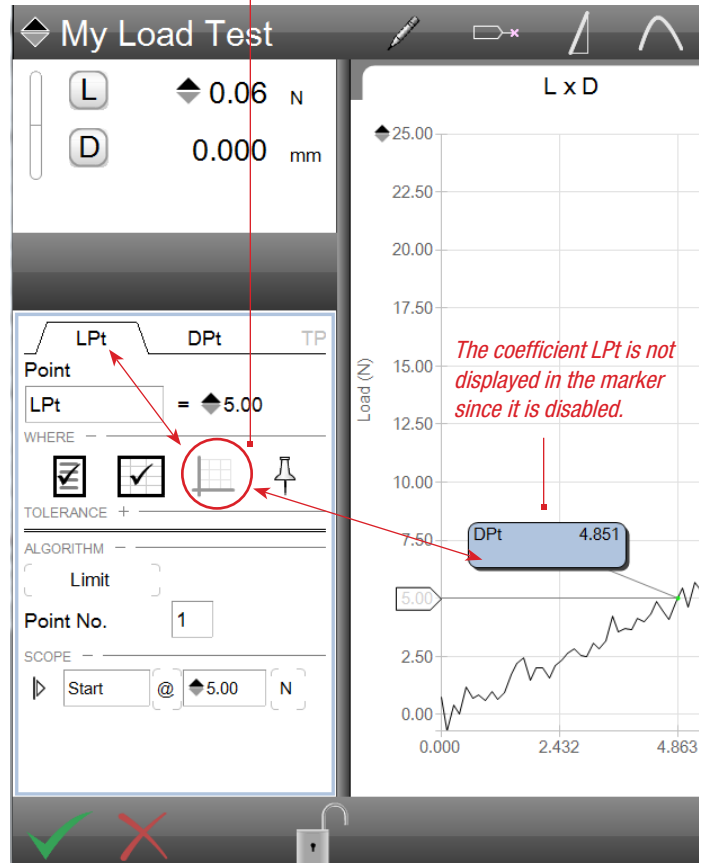 My Load Test
L 0.06 N
D 0.000 mm
LPt DPt TP
Point
LPt = 5.00
WHERE
TOLERANCE +
ALGORITHM
Limit
Point No. 1
SCOPE
Start @ 5.00 N
L x D
25.00
22.50
20.00
17.50
15.00
12.50
10.00
7.50
5.00
2.50
0.00
Load (N)
The coefficient LPt is not
displayed in the marker
since it is disabled.
DPt 4.851
0.000 2.432 4.863